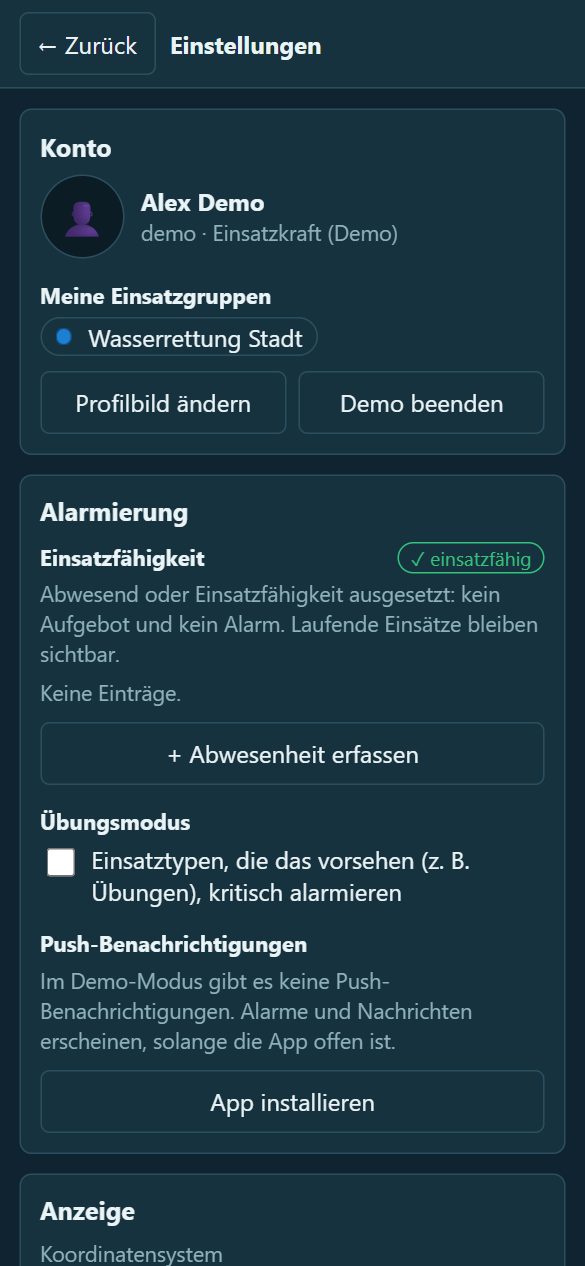 ← Zurück Einstellungen
Konto
Alex Demo
demo · Einsatzkraft (Demo)
Meine Einsatzgruppen
Wasserrettung Stadt
Profilbild ändern Demo beenden
Alarmierung
Einsatzfähigkeit ✓ einsatzfähig
Abwesend oder Einsatzfähigkeit ausgesetzt: kein
Aufgebot und kein Alarm. Laufende Einsätze bleiben
sichtbar.
Keine Einträge.
+ Abwesenheit erfassen
Übungsmodus
Einsatztypen, die das vorsehen (z. B.
Übungen), kritisch alarmieren
Push-Benachrichtigungen
Im Demo-Modus gibt es keine Push-
Benachrichtigungen. Alarme und Nachrichten
erscheinen, solange die App offen ist.
App installieren
Anzeige
Koordinatensystem